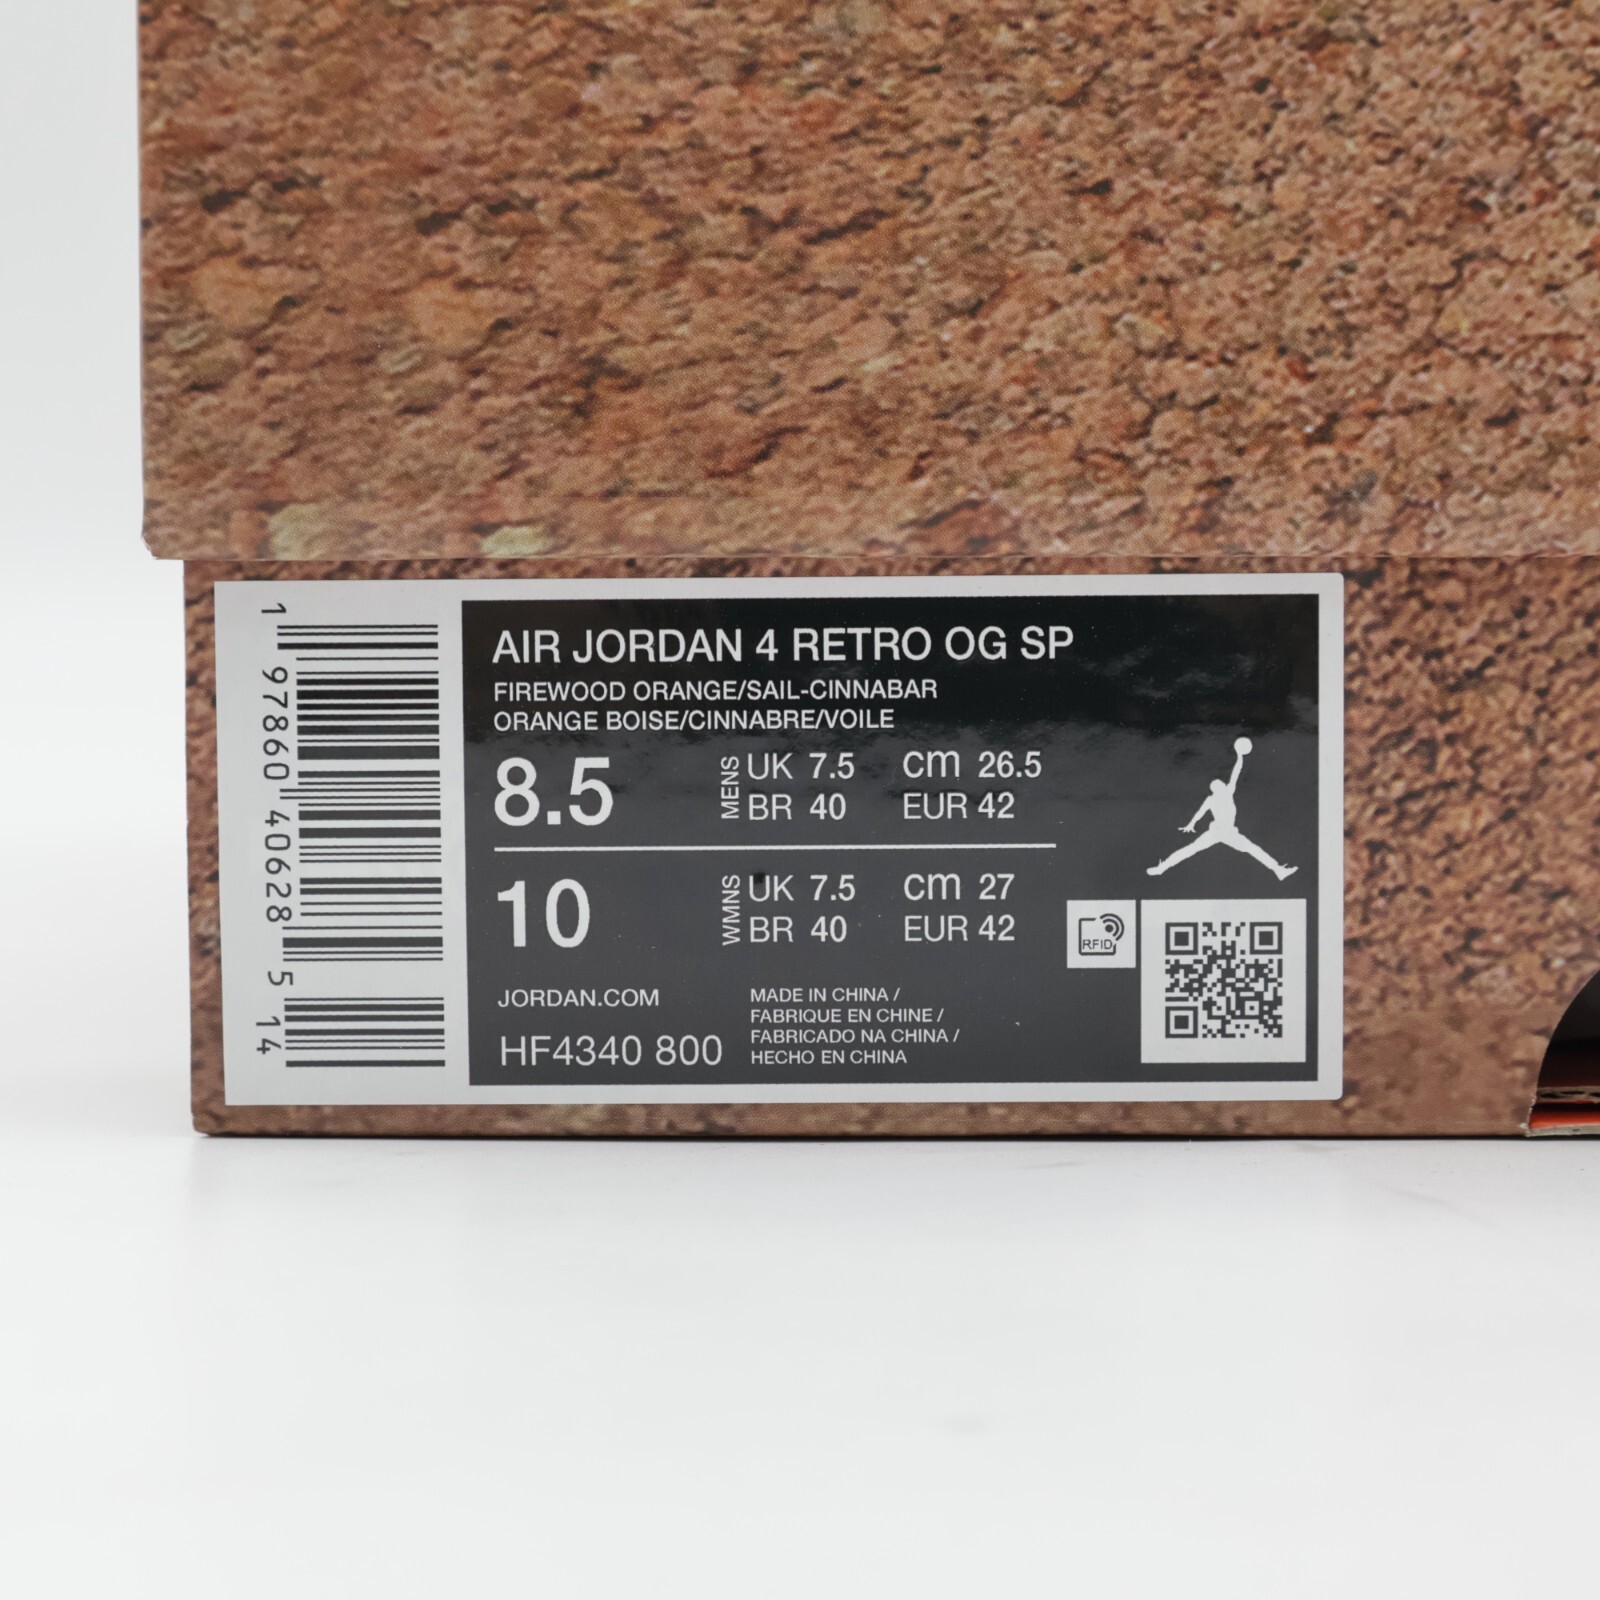 1 97860 40628 5 14
AIR JORDAN 4 RETRO OG SP
FIREWOOD ORANGE/SAIL-CINNABAR
ORANGE BOISE/CINNABRE/VOILE
8.5 MENS UK 7.5 cm 26.5
BR 40 EUR 42
10 WMNS UK 7.5 cm 27
BR 40 EUR 42
JORDAN.COM
HF4340 800
MADE IN CHINA /
FABRIQUE EN CHINE /
FABRICADO NA CHINA /
HECHO EN CHINA
RFID